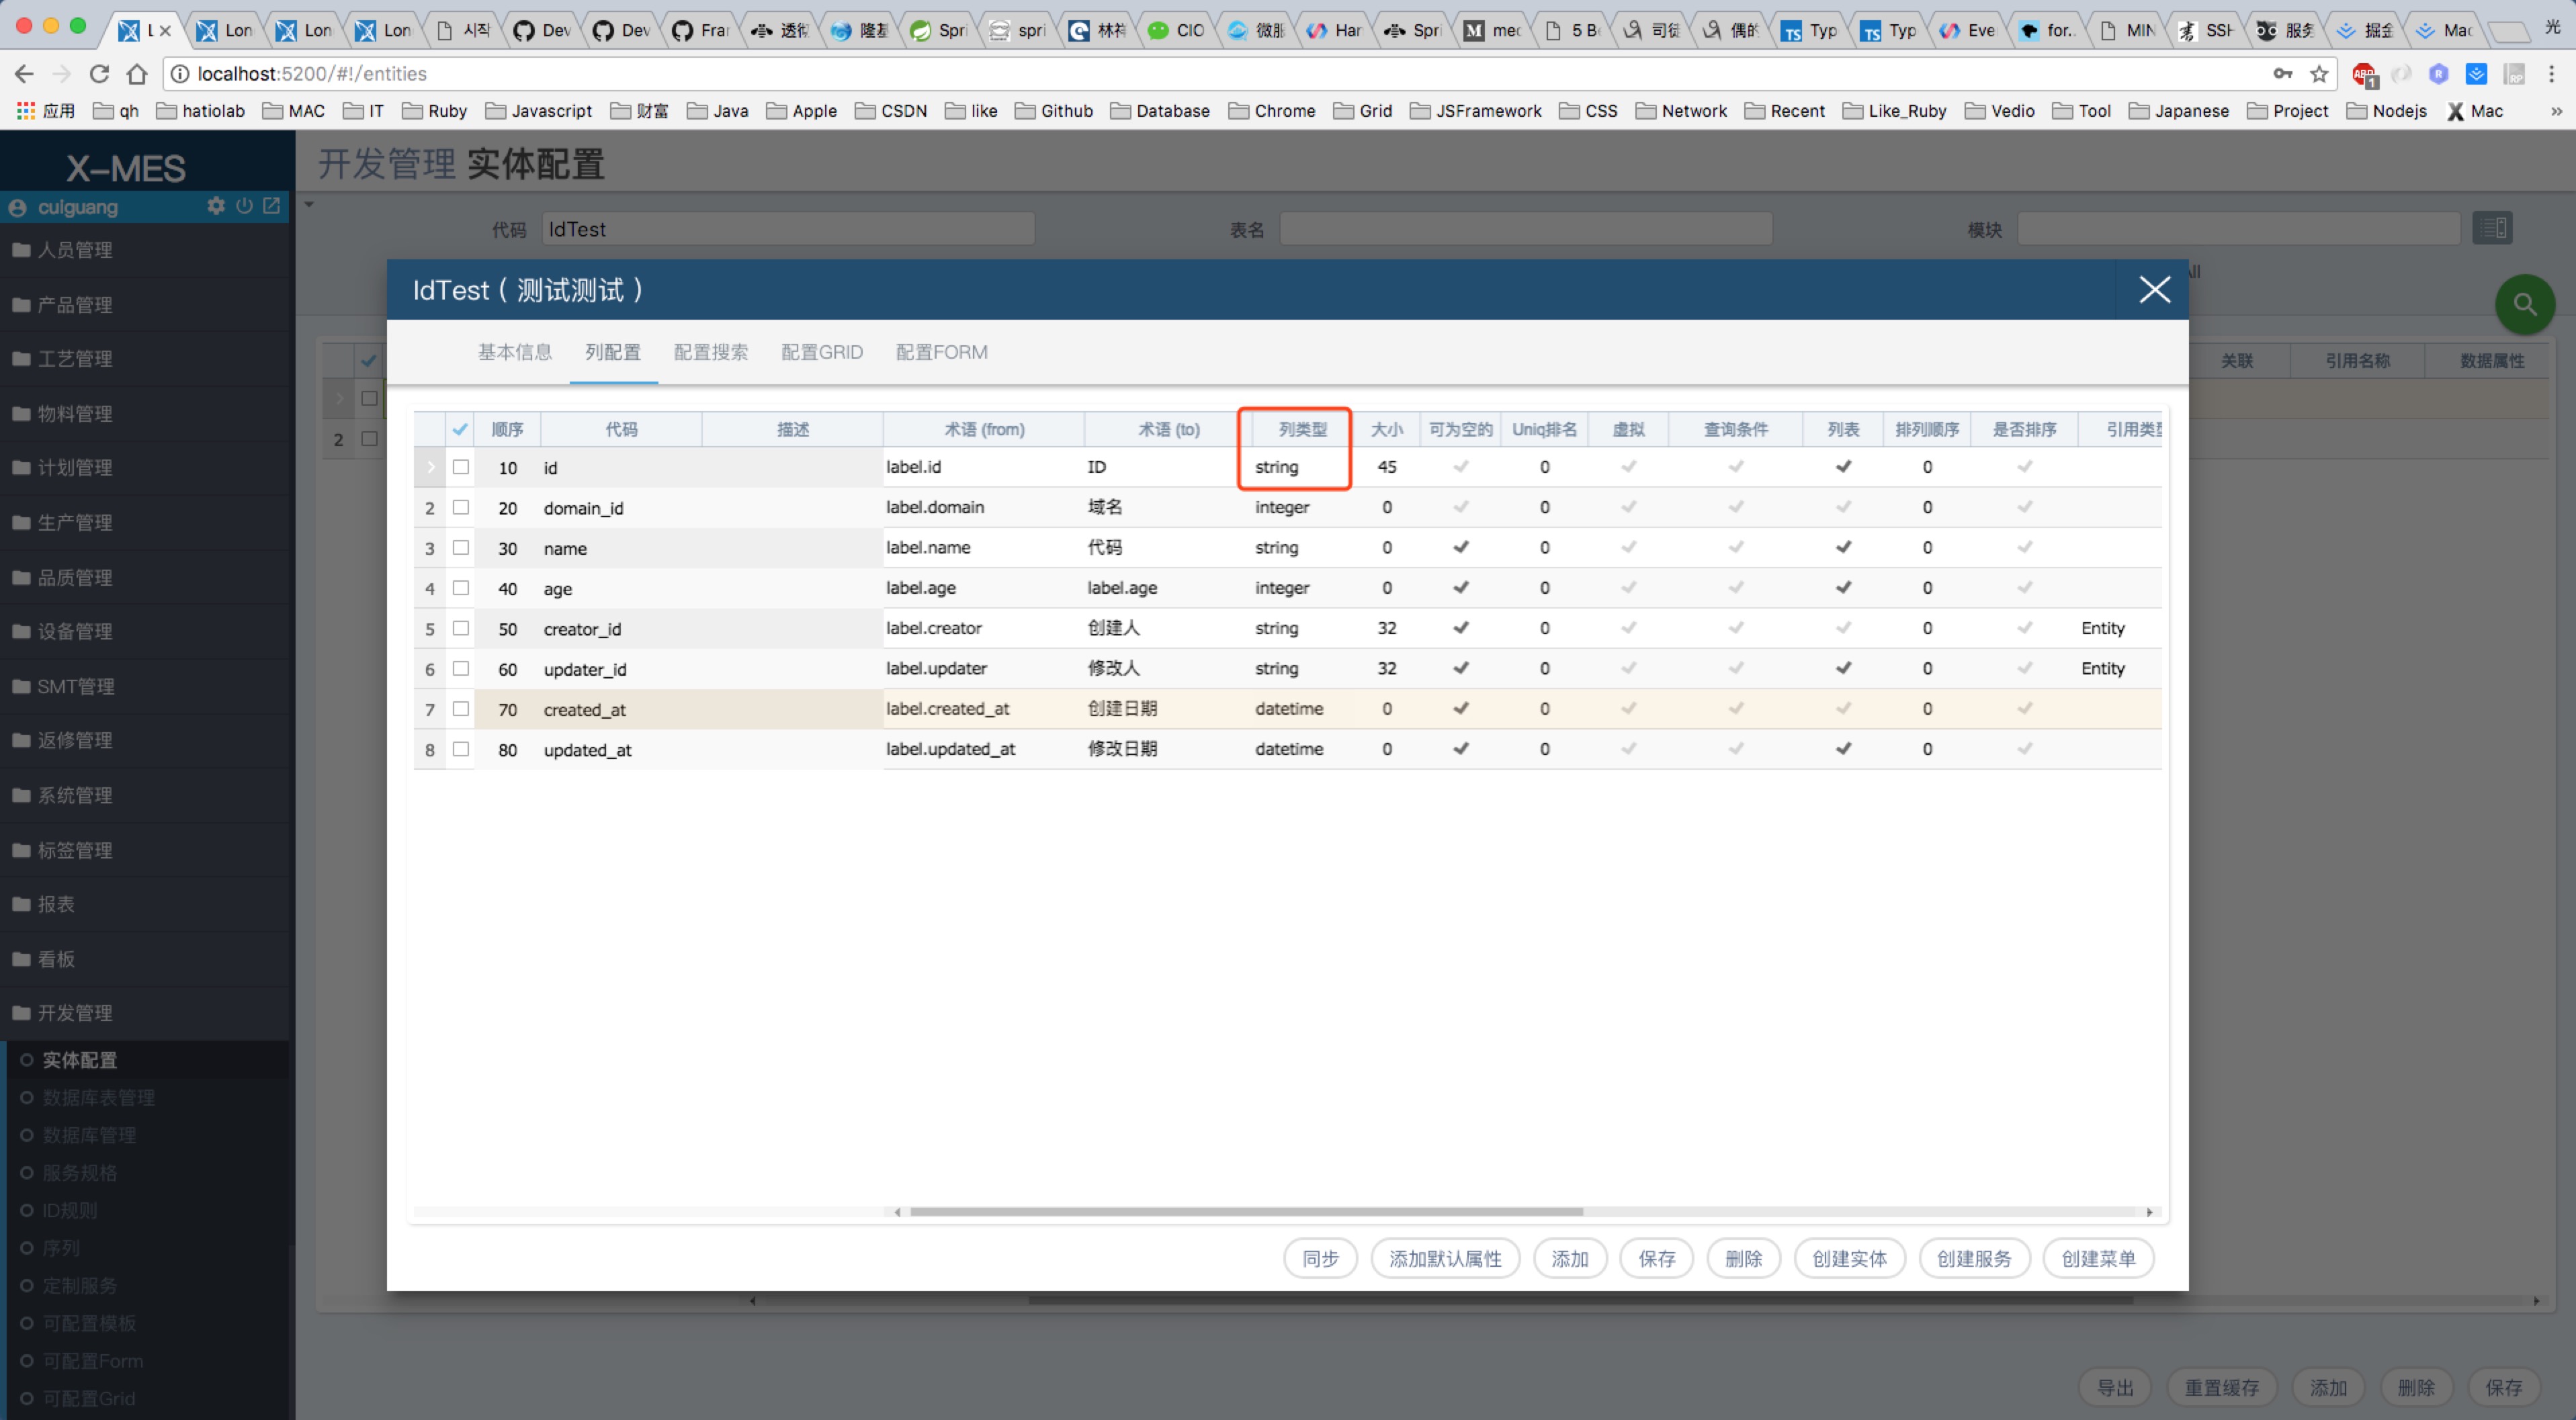 L Lon Lon Lon 시작 Dev Dev Fra 透彻 隆基 Spri spri 林祥 CIO 微服 Har Spri M med 5 B 司徒 偶的 TS Typ TS Typ Eve for.. MIN SSH 服务 掘金 Mac 光
localhost:5200/#!/entities
应用 qh hatiolab MAC IT Ruby Javascript 财富 Java Apple CSDN like Github Database Chrome Grid JSFramework CSS Network Recent Like_Ruby Vedio Tool Japanese Project Nodejs Mac »
X-MES
开发管理 实体配置
cuiguang
代码 IdTest 表名 模块
All
人员管理
产品管理
工艺管理
物料管理
计划管理
生产管理
品质管理
设备管理
SMT管理
返修管理
系统管理
标签管理
报表
看板
开发管理
实体配置
数据库表管理
数据库管理
服务规格
ID规则
序列
定制服务
可配置模板
可配置Form
可配置Grid
关联 引用名称 数据属性
2
IdTest ( 测试测试 )
基本信息 列配置 配置搜索 配置GRID 配置FORM
顺序 代码 描述 术语 (from) 术语 (to) 列类型 大小 可为空的 Uniq排名 虚拟 查询条件 列表 排列顺序 是否排序 引用类型
10 id label.id ID string 45 0 0
2 20 domain_id label.domain 域名 integer 0 0 0
3 30 name label.name 代码 string 0 0 0
4 40 age label.age label.age integer 0 0 0
5 50 creator_id label.creator 创建人 string 32 0 0 Entity
6 60 updater_id label.updater 修改人 string 32 0 0 Entity
7 70 created_at label.created_at 创建日期 datetime 0 0 0
8 80 updated_at label.updated_at 修改日期 datetime 0 0 0
同步 添加默认属性 添加 保存 删除 创建实体 创建服务 创建菜单
导出 重置缓存 添加 删除 保存